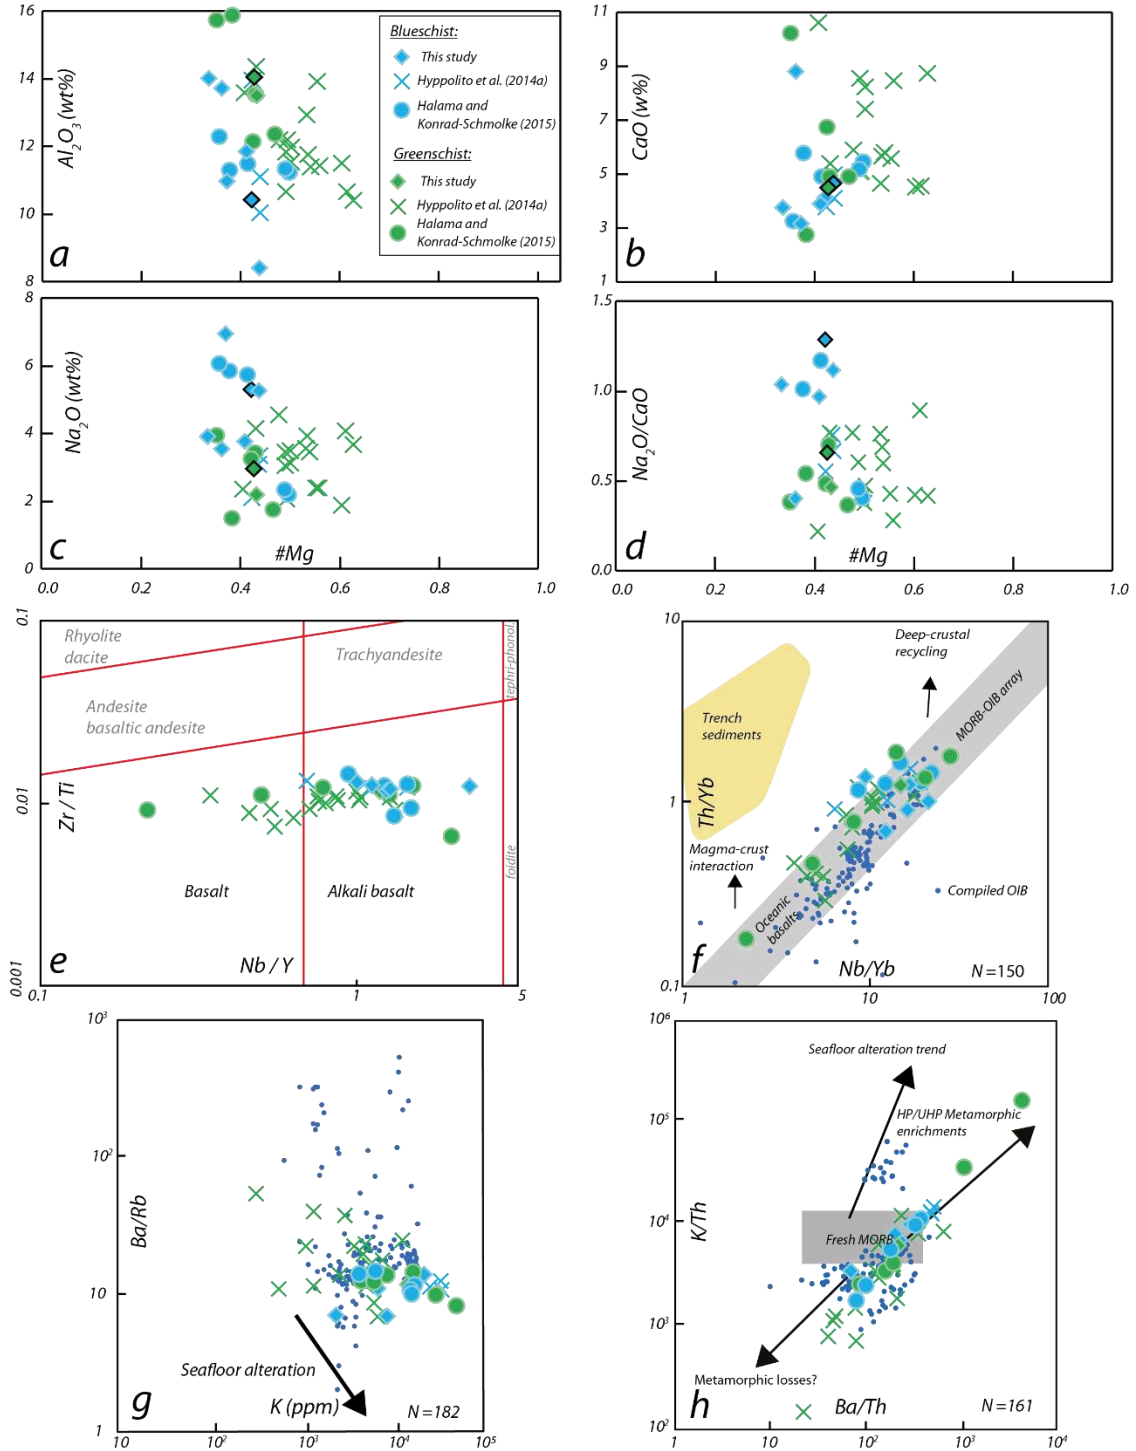 16
14
12
10
8
Al2O3 (wt%)
a
Blueschist:
This study
Hyppolito et al. (2014a)
Halama and
Konrad-Schmolke (2015)
Greenschist:
This study
Hyppolito et al. (2014a)
Halama and
Konrad-Schmolke (2015)
11
9
7
5
3
1
CaO (w%)
b
8
6
4
2
0
Na2O (wt%)
c
#Mg
0.0 0.2 0.4 0.6 0.8 1.0
1.5
1.0
0.5
0.0
Na2O/CaO
d
#Mg
0.0 0.2 0.4 0.6 0.8 1.0
0.1
0.01
0.001
Zr / Ti
Rhyolite
dacite
Trachyandesite
tephri-phonol.
Andesite
basaltic andesite
Basalt
Alkali basalt
foidite
e
Nb / Y
0.1 1 5
10
1
0.1
Th/Yb
Deep-crustal
recycling
Trench
sediments
MORB-OIB array
Magma-crust
interaction
Oceanic
basalts
Compiled OIB
f
Nb/Yb
N=150
1 10 100
10³
10²
10
1
Ba/Rb
Seafloor alteration
g
K (ppm)
N=182
10 10² 10³ 10⁴ 10⁵
10⁶
10⁵
10⁴
10³
10²
K/Th
Seafloor alteration trend
HP/UHP Metamorphic
enrichments
Fresh MORB
Metamorphic losses?
h
Ba/Th
N=161
1 10 10² 10³ 10⁴